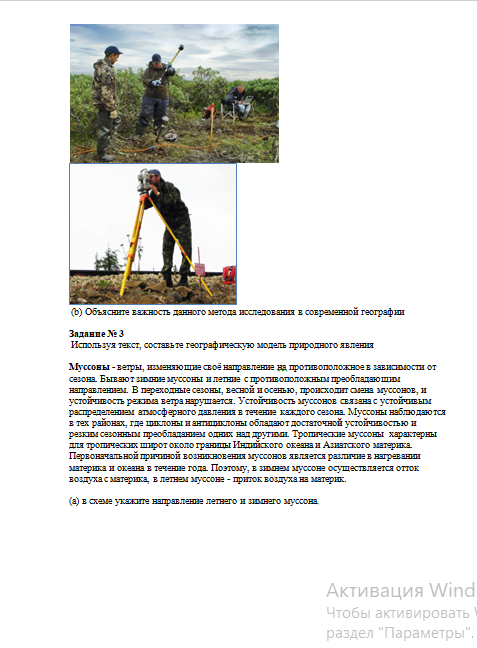 (b) Объясните важность данного метода исследования в современной географии
Задание № 3
Используя текст, составьте географическую модель природного явления
Муссоны - ветры, изменяющие своё направление на противоположное в зависимости от
сезона. Бывают зимние муссоны и летние с противоположным преобладающим
направлением. В переходные сезоны, весной и осенью, происходит смена муссонов, и
устойчивость режима ветра нарушается. Устойчивость муссонов связана с устойчивым
распределением атмосферного давления в течение каждого сезона. Муссоны наблюдаются
в тех районах, где циклоны и антициклоны обладают достаточной устойчивостью и
резким сезонным преобладанием одних над другими. Тропические муссоны характерны
для тропических широт около границы Индийского океана и Азиатского материка.
Первоначальной причиной возникновения муссонов является различие в нагревании
материка и океана в течение года. Поэтому, в зимнем муссоне осуществляется отток
воздуха с материка, в летнем муссоне - приток воздуха на материк.
(а) в схеме укажите направление летнего и зимнего муссона.
Активация Wind
Чтобы активировать W
раздел "Параметры".